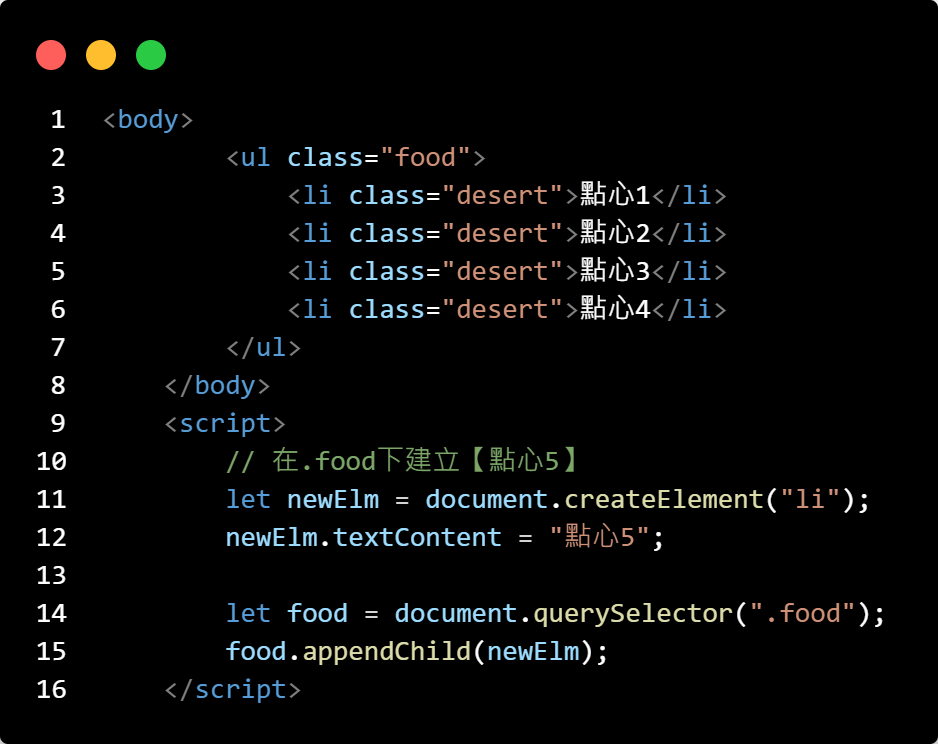 1 <body>
2 <ul class="food">
3 <li class="desert">點心1</li>
4 <li class="desert">點心2</li>
5 <li class="desert">點心3</li>
6 <li class="desert">點心4</li>
7 </ul>
8 </body>
9 <script>
10 // 在.food下建立【點心5】
11 let newElm = document.createElement("li");
12 newElm.textContent = "點心5";
13
14 let food = document.querySelector(".food");
15 food.appendChild(newElm);
16 </script>